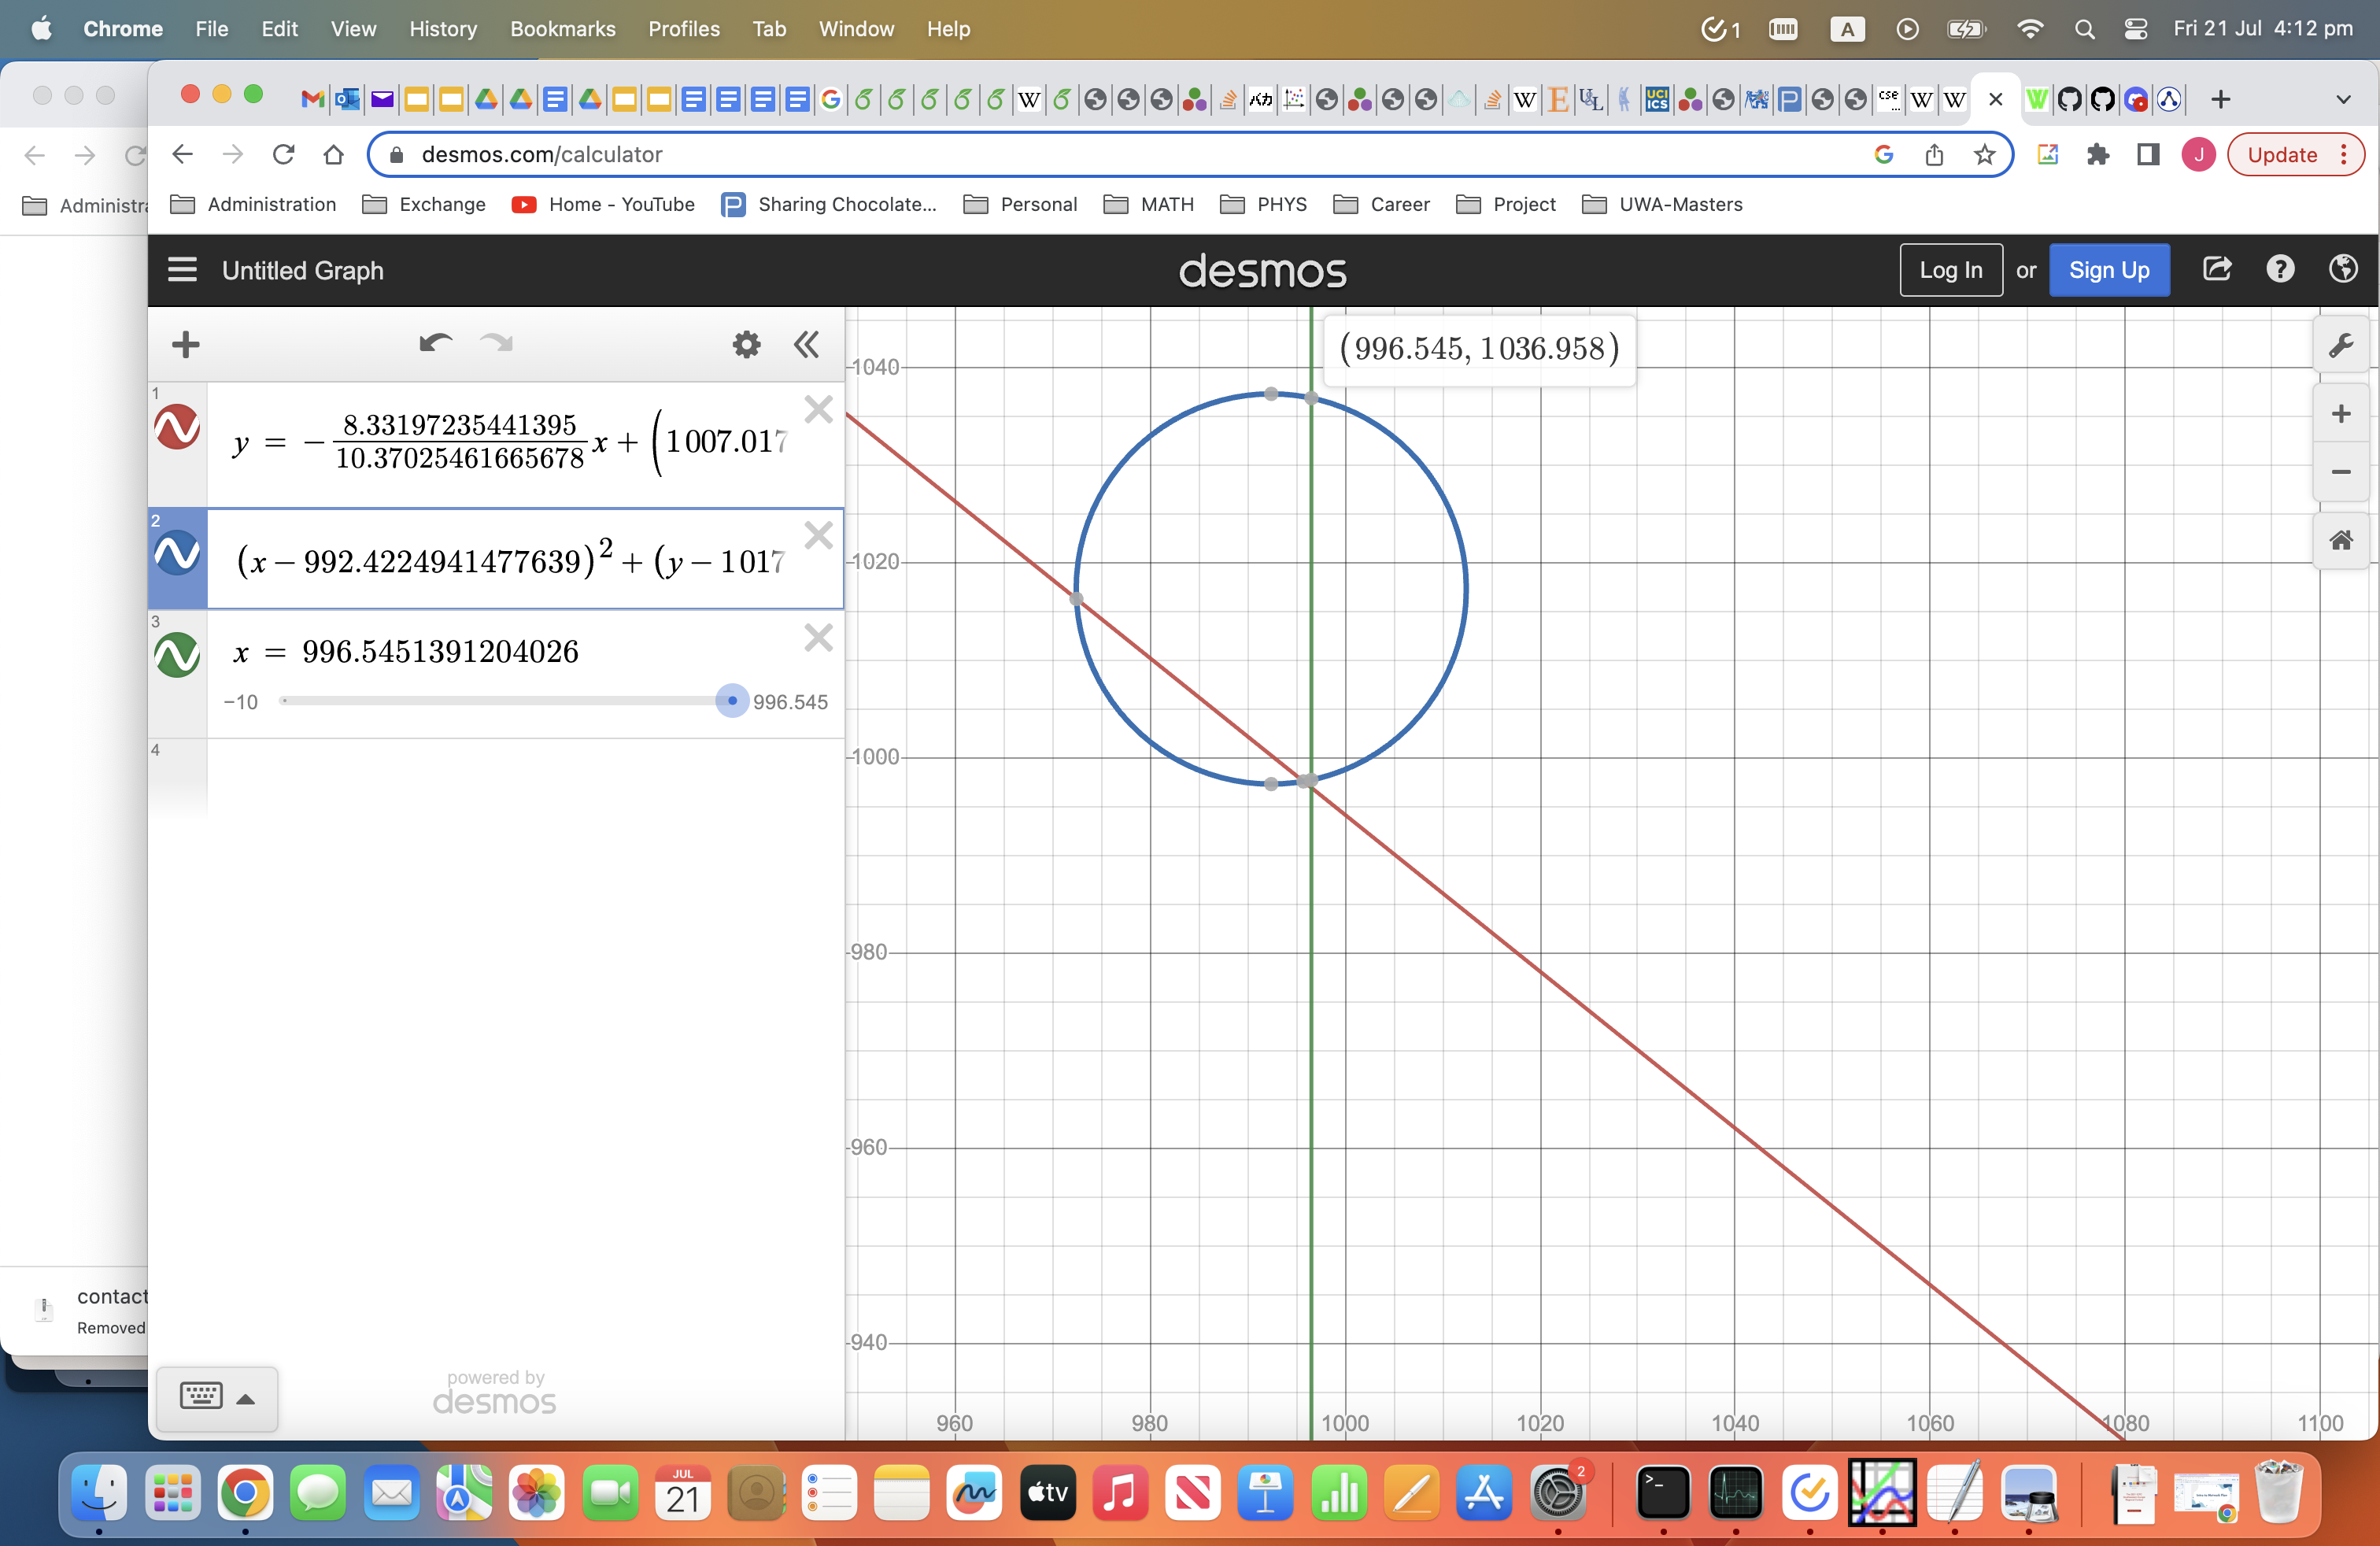 Chrome File Edit View History Bookmarks Profiles Tab Window Help 1 A Fri 21 Jul 4:12 pm
desmos.com/calculator J Update
Administra Administration Exchange Home - YouTube Sharing Chocolate... Personal MATH PHYS Career Project UWA-Masters
Untitled Graph desmos Log In or Sign Up
1
y = − 8.33197235441395/10.37025461665678 x + (1007.017
2
(x − 992.4224941477639)² + (y − 1017
3
x = 996.5451391204026
−10 996.545
4
powered by
desmos
(996.545, 1036.958)
1040
1020
1000
980
960
940
960 980 1000 1020 1040 1060 1080 1100
contact
Removed
JUL
21
tv
2